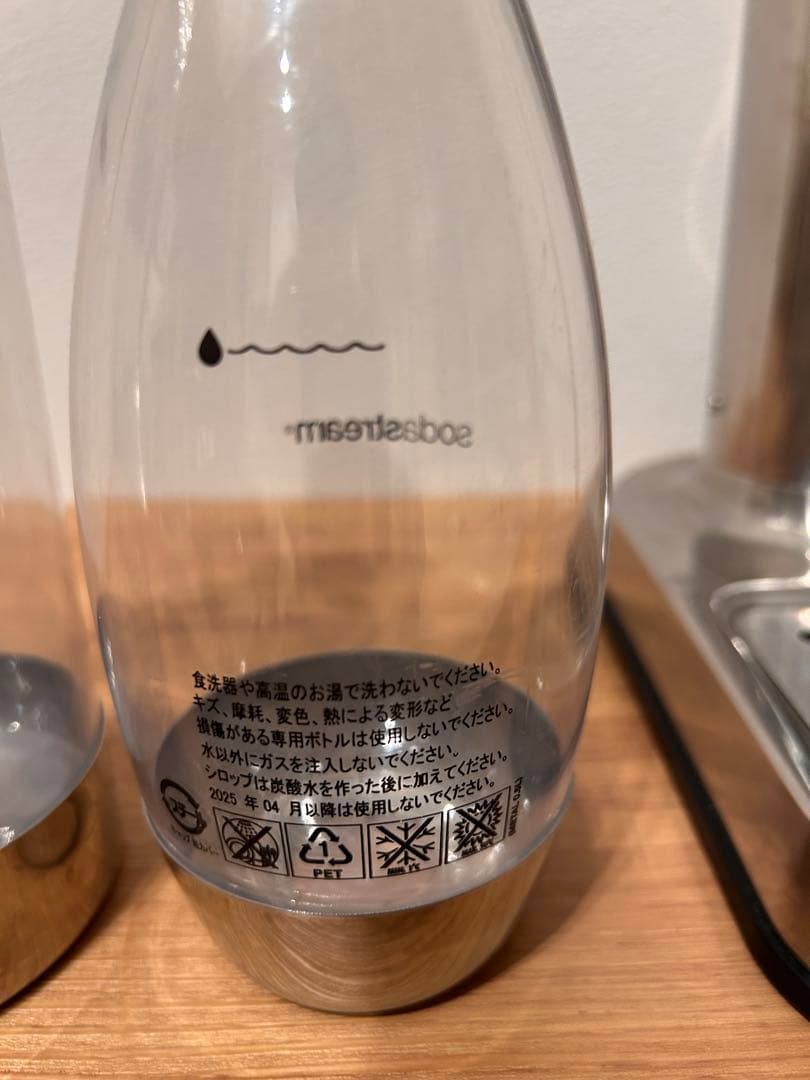 sodastream
食洗器や高温のお湯で洗わないでください。
キズ、摩耗、変色、熱による変形など
損傷がある専用ボトルは使用しないでください。
水以外にガスを注入しないでください。
シロップは炭酸水を作った後に加えてください。
2025 年 04 月以降は使用しないでください。
プラ
1
PET